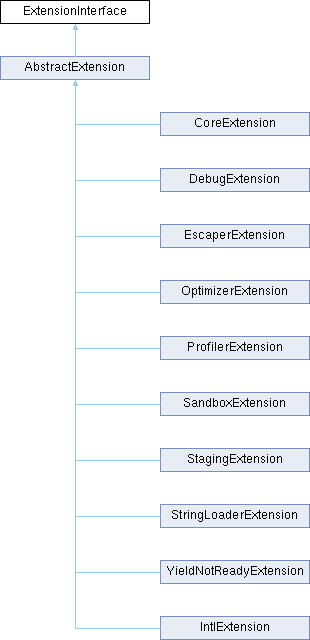 ExtensionInterface
AbstractExtension
CoreExtension
DebugExtension
EscaperExtension
OptimizerExtension
ProfilerExtension
SandboxExtension
StagingExtension
StringLoaderExtension
YieldNotReadyExtension
IntlExtension